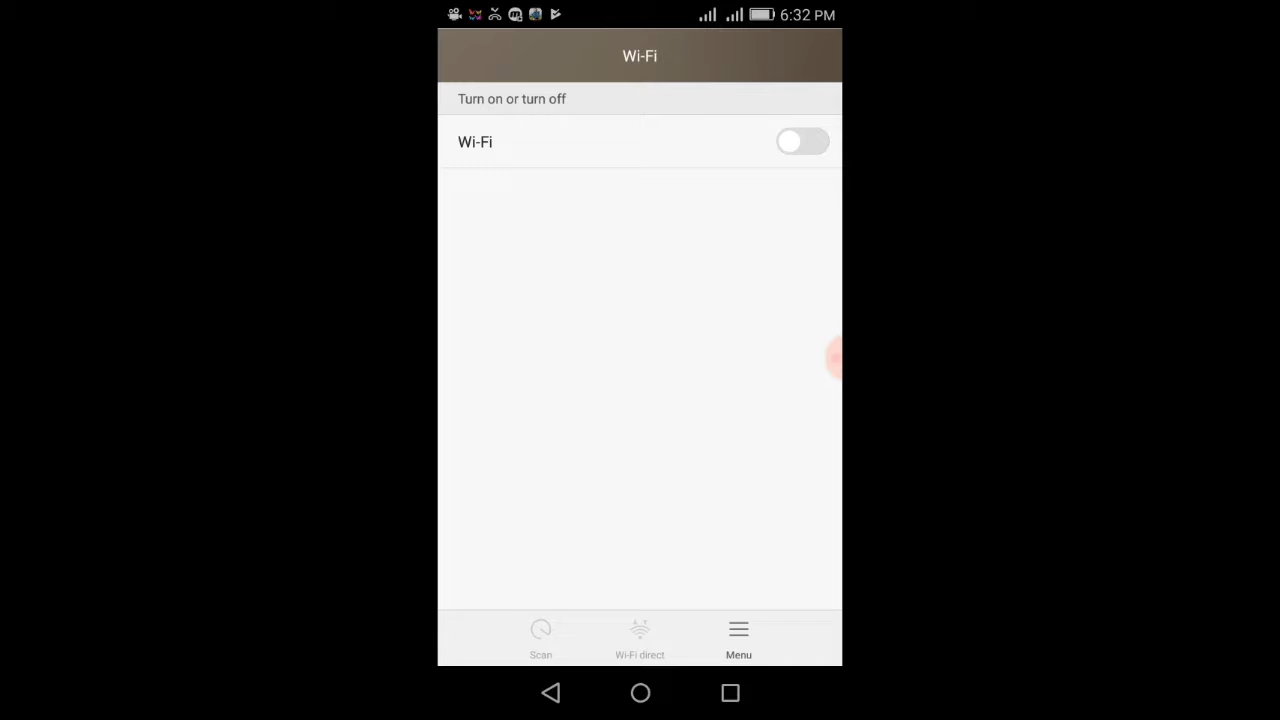 6:32 PM
Wi-Fi
Turn on or turn off
Wi-Fi
Scan
Wi-Fi direct
Menu